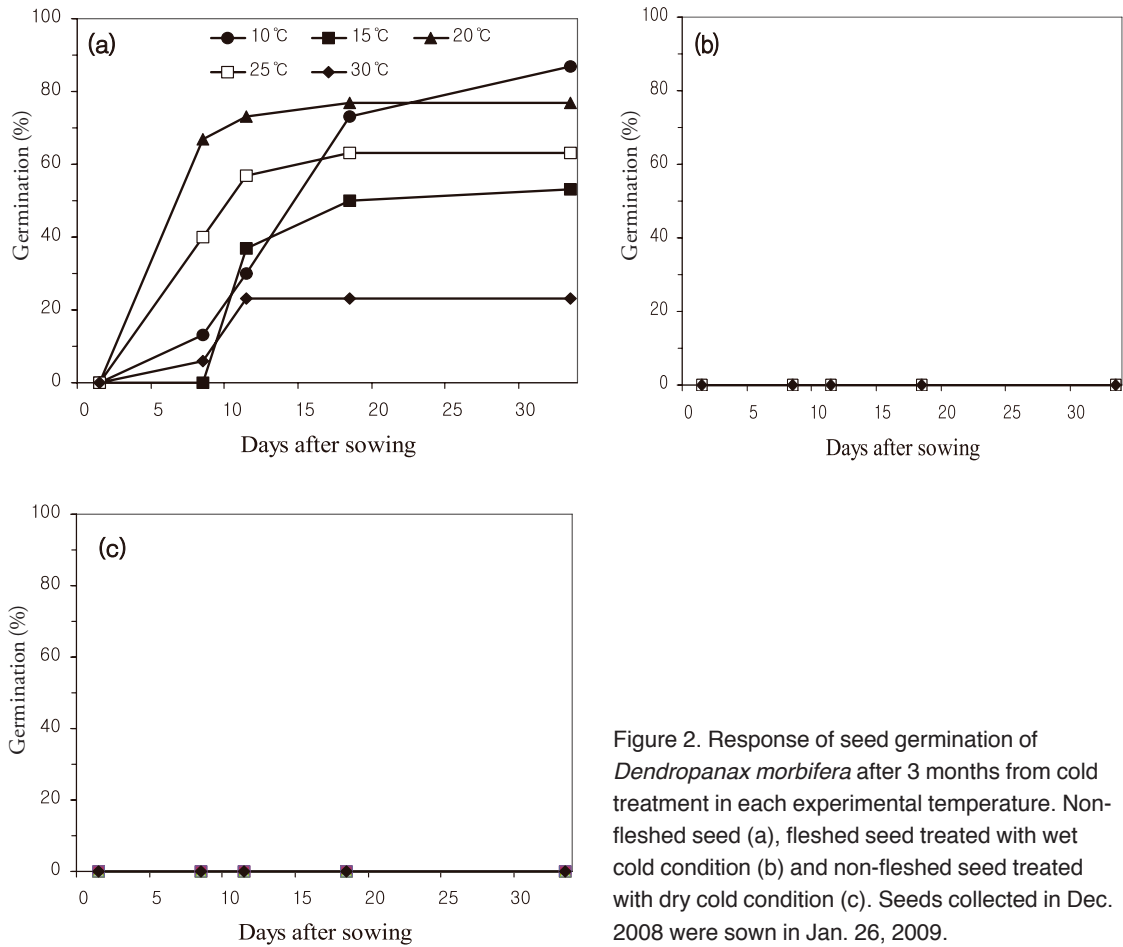 (a)
10℃ 15℃ 20℃
25℃ 30℃
100
80
60
40
20
0
Germination (%)
0 5 10 15 20 25 30
Days after sowing
(b)
100
80
60
40
20
0
Germination (%)
0 5 10 15 20 25 30
Days after sowing
(c)
100
80
60
40
20
0
Germination (%)
0 5 10 15 20 25 30
Days after sowing
Figure 2. Response of seed germination of
Dendropanax morbifera after 3 months from cold
treatment in each experimental temperature. Non-
fleshed seed (a), fleshed seed treated with wet
cold condition (b) and non-fleshed seed treated
with dry cold condition (c). Seeds collected in Dec.
2008 were sown in Jan. 26, 2009.